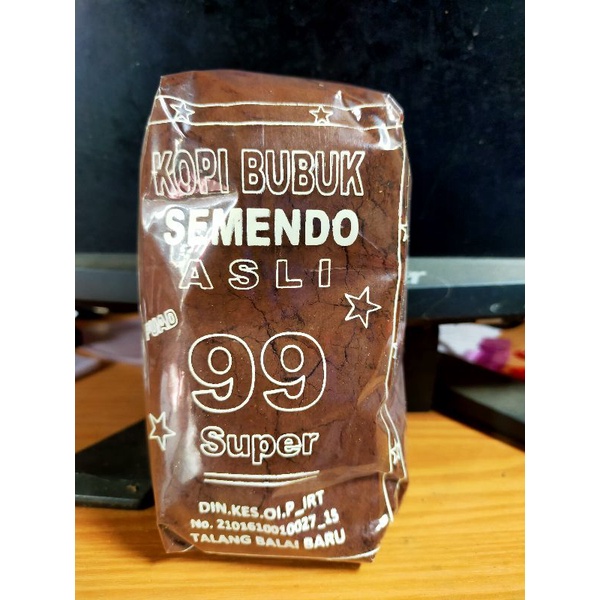 KOPI BUBUK
SEMENDO
ASLI
99
Super
DIN.KES.OI.P_IRT
No. 2101610010027_15
TALANG BALAI BARU